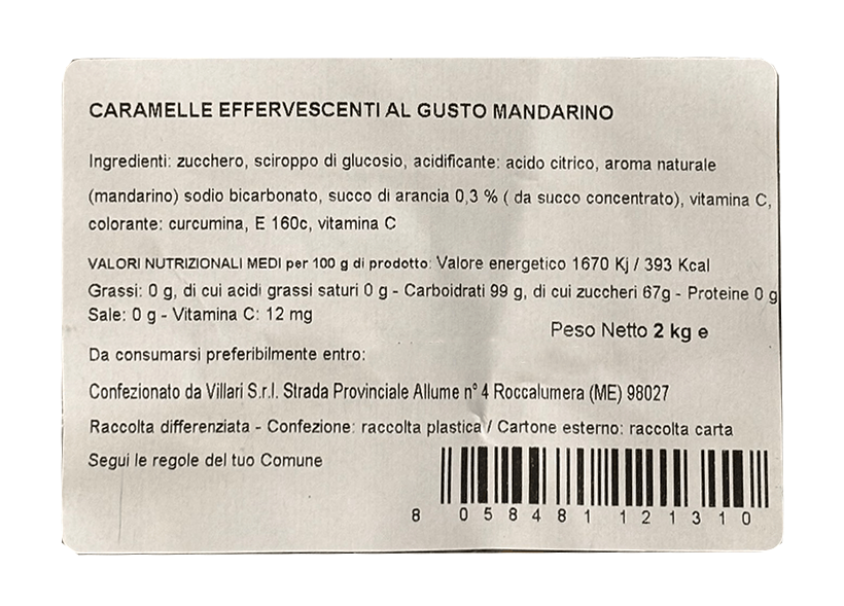 CARAMELLE EFFERVESCENTI AL GUSTO MANDARINO
Ingredienti: zucchero, sciroppo di glucosio, acidificante: acido citrico, aroma naturale
(mandarino) sodio bicarbonato, succo di arancia 0,3 % ( da succo concentrato), vitamina C,
colorante: curcumina, E 160c, vitamina C
VALORI NUTRIZIONALI MEDI per 100 g di prodotto: Valore energetico 1670 Kj / 393 Kcal
Grassi: 0 g, di cui acidi grassi saturi 0 g - Carboidrati 99 g, di cui zuccheri 67g - Proteine 0 g
Sale: 0 g - Vitamina C: 12 mg
Peso Netto 2 kg e
Da consumarsi preferibilmente entro:
Confezionato da Villari S.r.l. Strada Provinciale Allume n° 4 Roccalumera (ME) 98027
Raccolta differenziata - Confezione: raccolta plastica / Cartone esterno: raccolta carta
Segui le regole del tuo Comune
8 058481 121310